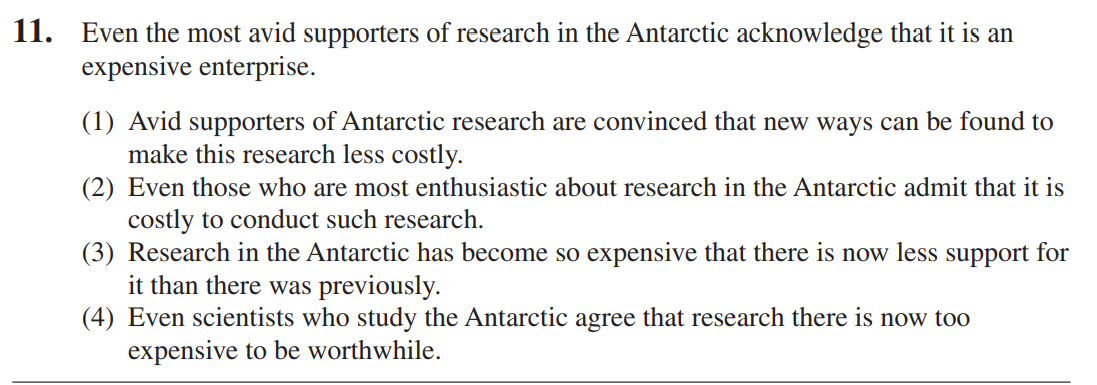 11. Even the most avid supporters of research in the Antarctic acknowledge that it is an
expensive enterprise.
(1) Avid supporters of Antarctic research are convinced that new ways can be found to
make this research less costly.
(2) Even those who are most enthusiastic about research in the Antarctic admit that it is
costly to conduct such research.
(3) Research in the Antarctic has become so expensive that there is now less support for
it than there was previously.
(4) Even scientists who study the Antarctic agree that research there is now too
expensive to be worthwhile.